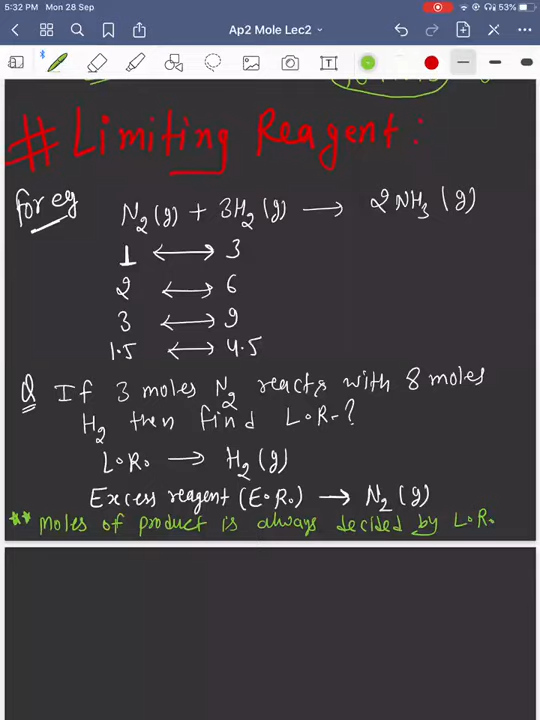 5:32 PM Mon 28 Sep 53%
Ap2 Mole Lec2
# Limiting Reagent:
For eg N2(g) + 3H2(g) → 2NH3(g)
1 ↔ 3
2 ↔ 6
3 ↔ 9
1.5 ↔ 4.5
Q If 3 moles N2 reacts with 8 moles
H2 then find L.R.?
L.R. → H2(g)
Excess reagent (E.R.) → N2(g)
** Moles of product is always decided by L.R.